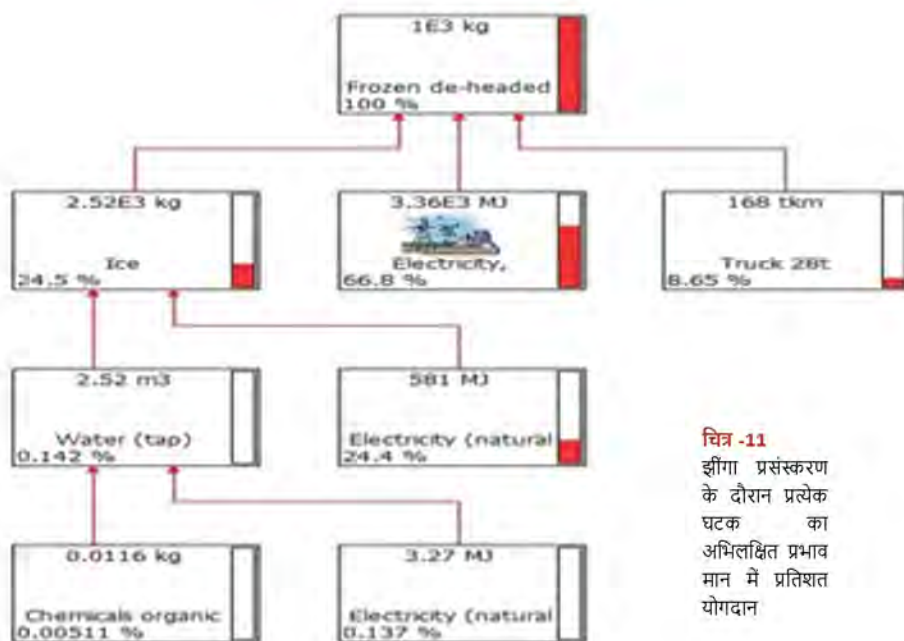 1E3 kg
Frozen de-headed
100 %
2.52E3 kg
Ice
24.5 %
3.36E3 MJ
Electricity,
66.8 %
168 tkm
Truck 28t
8.65 %
2.52 m3
Water (tap)
0.142 %
581 MJ
Electricity (natural
24.4 %
चित्र -11
झींगा प्रसंस्करण
के दौरान प्रत्येक
घटक का
अभिलक्षित प्रभाव
मान में प्रतिशत
योगदान
0.0116 kg
Chemicals organic
0.00511 %
3.27 MJ
Electricity (natural
0.137 %